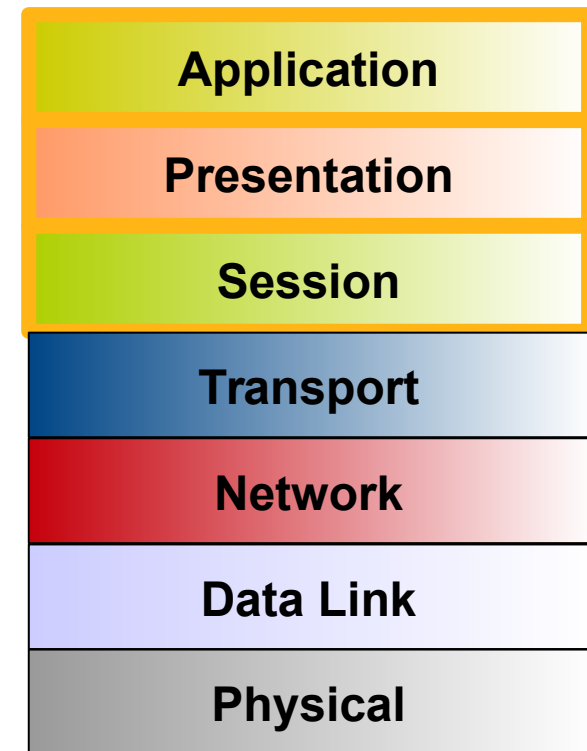 Application
Presentation
Session
Transport
Network
Data Link
Physical